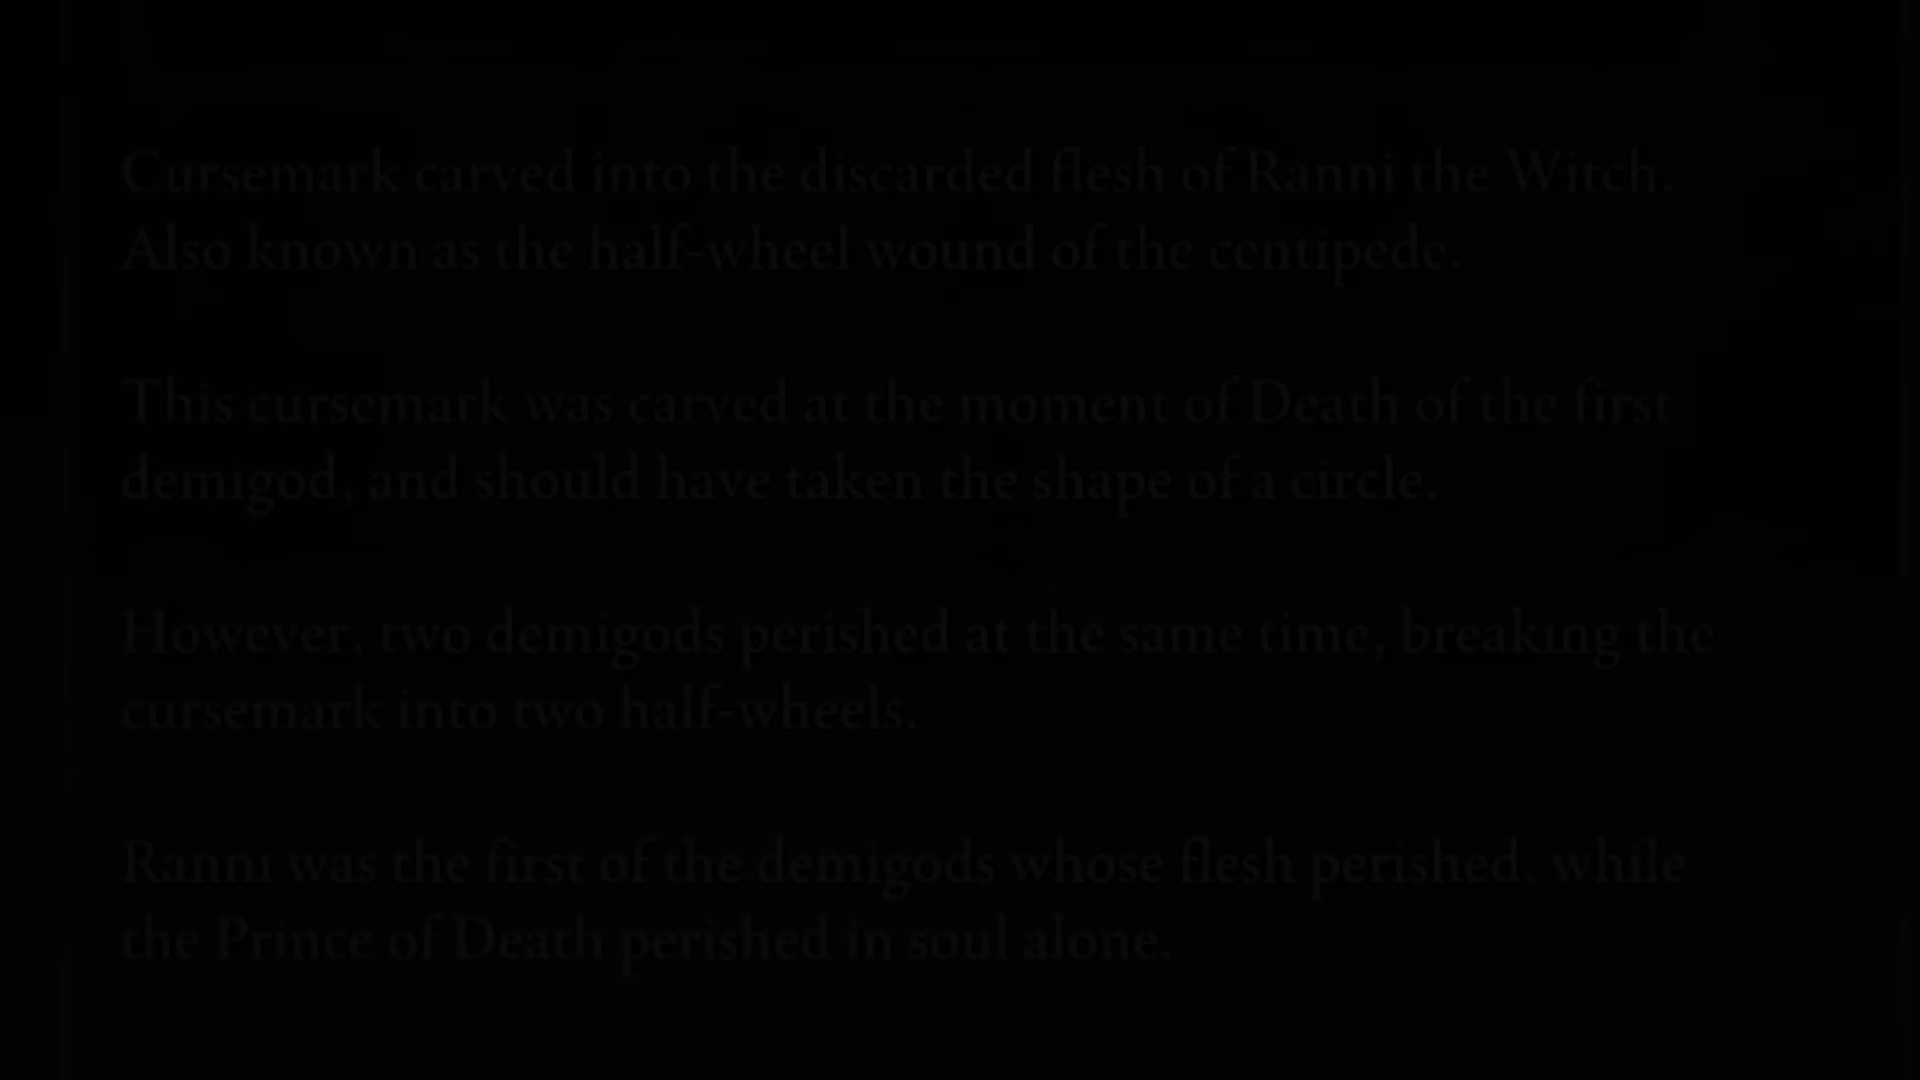 Cursemark carved into the discarded flesh of Ranni the Witch.
Also known as the half-wheel wound of the centipede.
This cursemark was carved at the moment of Death of the first
demigod, and should have taken the shape of a circle.
However, two demigods perished at the same time, breaking the
cursemark into two half-wheels.
Ranni was the first of the demigods whose flesh perished, while
the Prince of Death perished in soul alone.